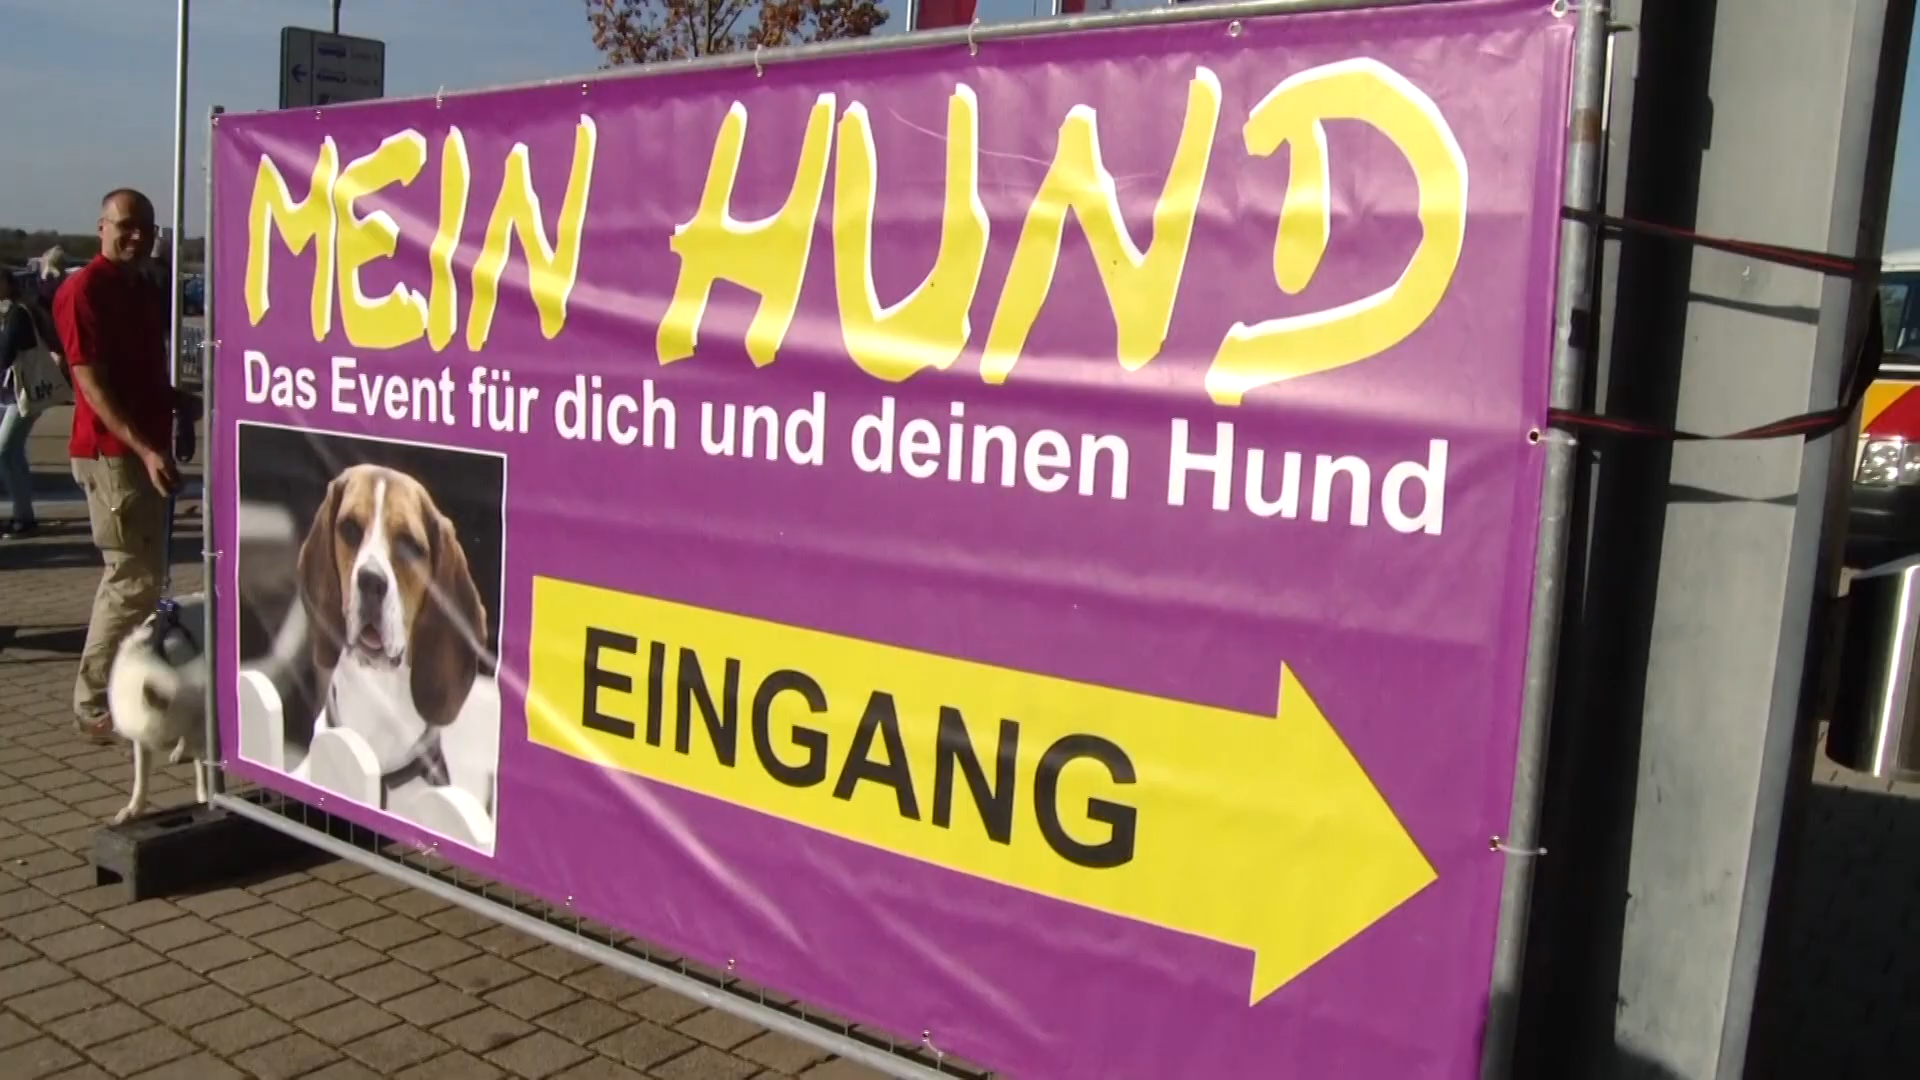 MEIN HUND
Das Event für dich und deinen Hund
EINGANG